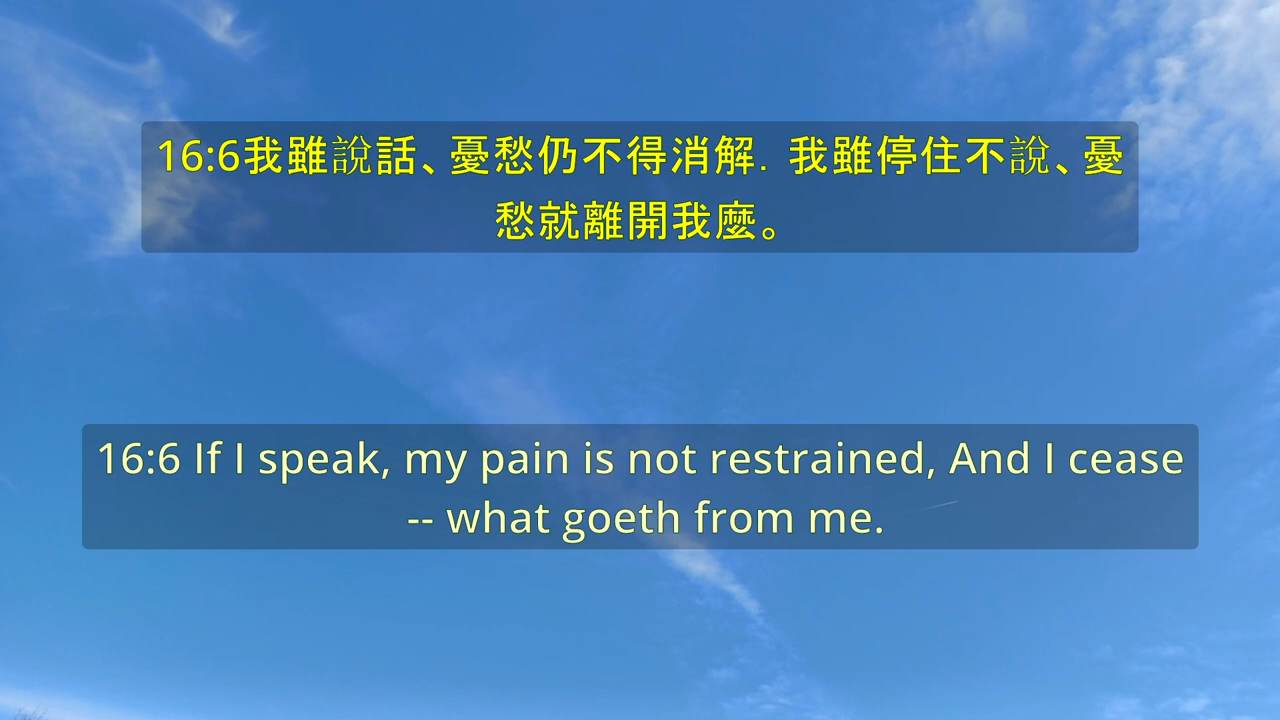 16:6我雖說話、憂愁仍不得消解．我雖停住不說、憂
愁就離開我麼。
16:6 If I speak, my pain is not restrained, And I cease
-- what goeth from me.